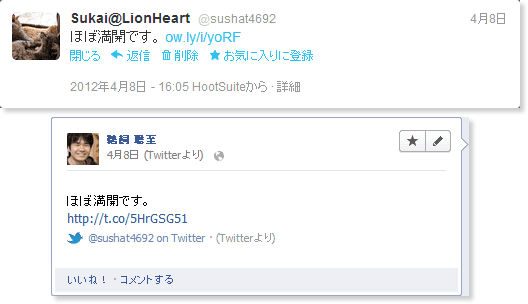 Sukai@LionHeart @sushat4692 4月8日
ほぼ満開です。 ow.ly/i/yoRF
閉じる 返信 削除 お気に入りに登録
2012年4月8日 - 16:05 HootSuiteから · 詳細
鵜飼 聡至
4月8日 (Twitterより)
ほぼ満開です。
http://t.co/5HrGSG51
@sushat4692 on Twitter · (Twitterより)
いいね！ · コメントする